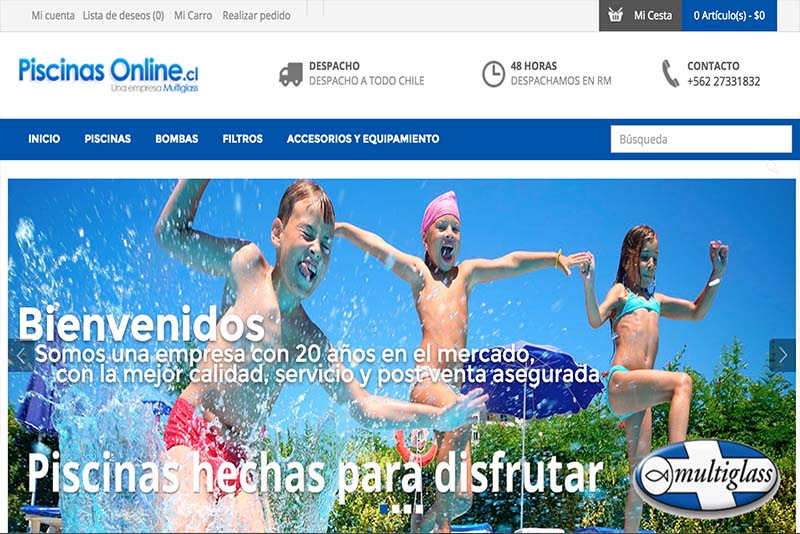 Mi cuenta Lista de deseos (0) Mi Carro Realizar pedido
Mi Cesta 0 Artículo(s) - $0
Piscinas Online.cl
Una empresa Multiglass
DESPACHO
DESPACHO A TODO CHILE
48 HORAS
DESPACHAMOS EN RM
CONTACTO
+562 27331832
INICIO PISCINAS BOMBAS FILTROS ACCESORIOS Y EQUIPAMIENTO
Búsqueda
Bienvenidos
Somos una empresa con 20 años en el mercado,
con la mejor calidad, servicio y post-venta asegurada
Piscinas hechas para disfrutar
multiglass